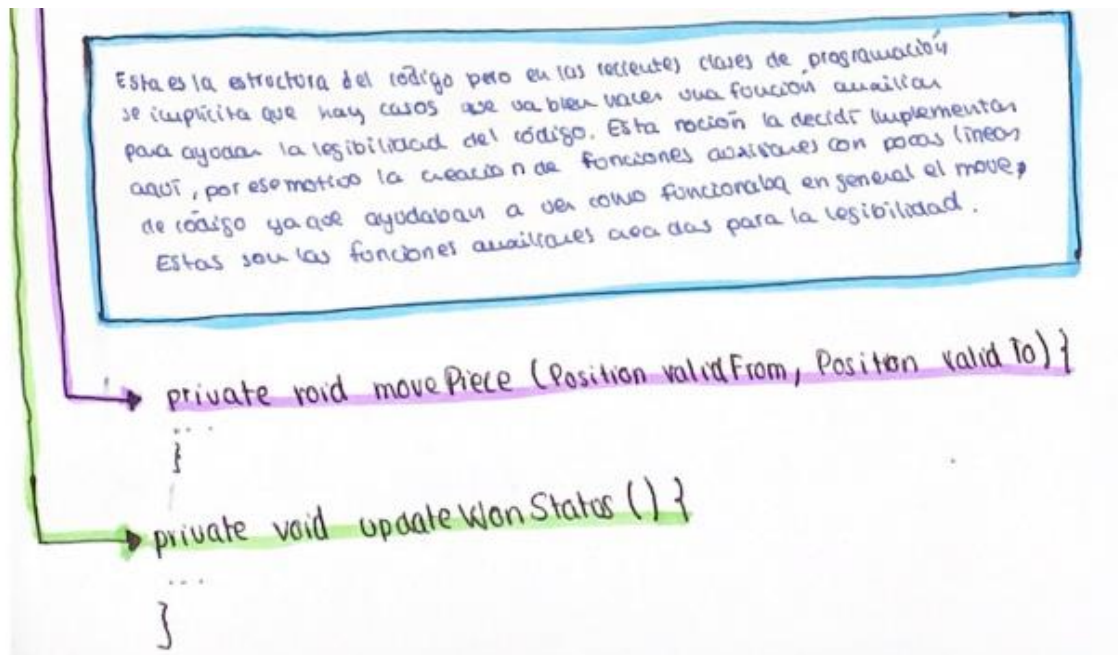 Esta es la estructura del código pero en las recientes clases de programación
se implicita que hay casos que va bien hacer una función auxiliar
para ayudar la legibilidad del código. Esta noción la decidí implementar
aquí, por ese motivo la creación de funciones auxiliares con pocas líneas
de código ya que ayudaban a ver como funcionaba en general el move,
Estas son las funciones auxiliares creadas para la legibilidad.
private void movePiece (Position validFrom, Position valid To) {
...
}
private void updateWonStatus () {
...
}